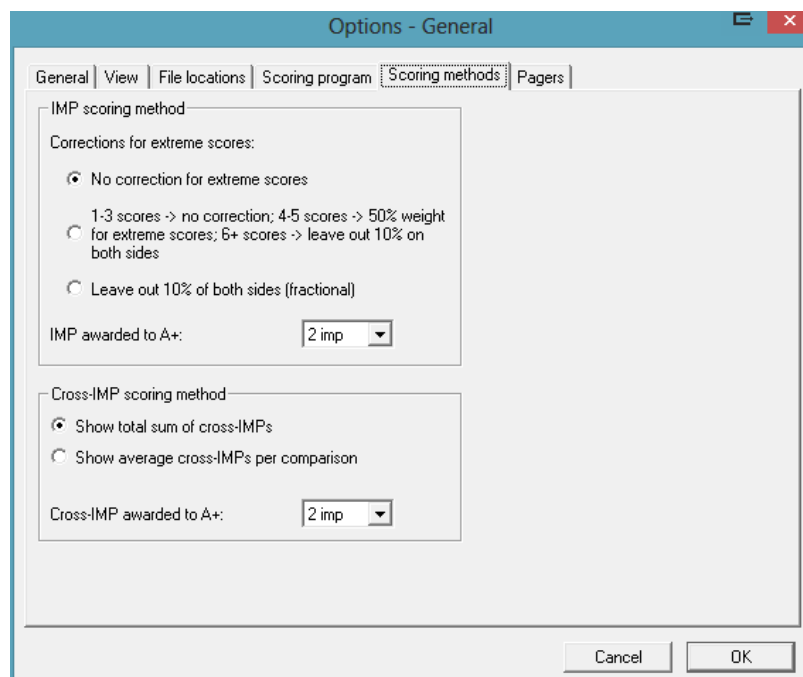 Options - General
General View File locations Scoring program Scoring methods Pagers
IMP scoring method
Corrections for extreme scores:
No correction for extreme scores
1-3 scores -> no correction; 4-5 scores -> 50% weight
for extreme scores; 6+ scores -> leave out 10% on
both sides
Leave out 10% of both sides (fractional)
IMP awarded to A+: 2 imp
Cross-IMP scoring method
Show total sum of cross-IMPs
Show average cross-IMPs per comparison
Cross-IMP awarded to A+: 2 imp
Cancel OK